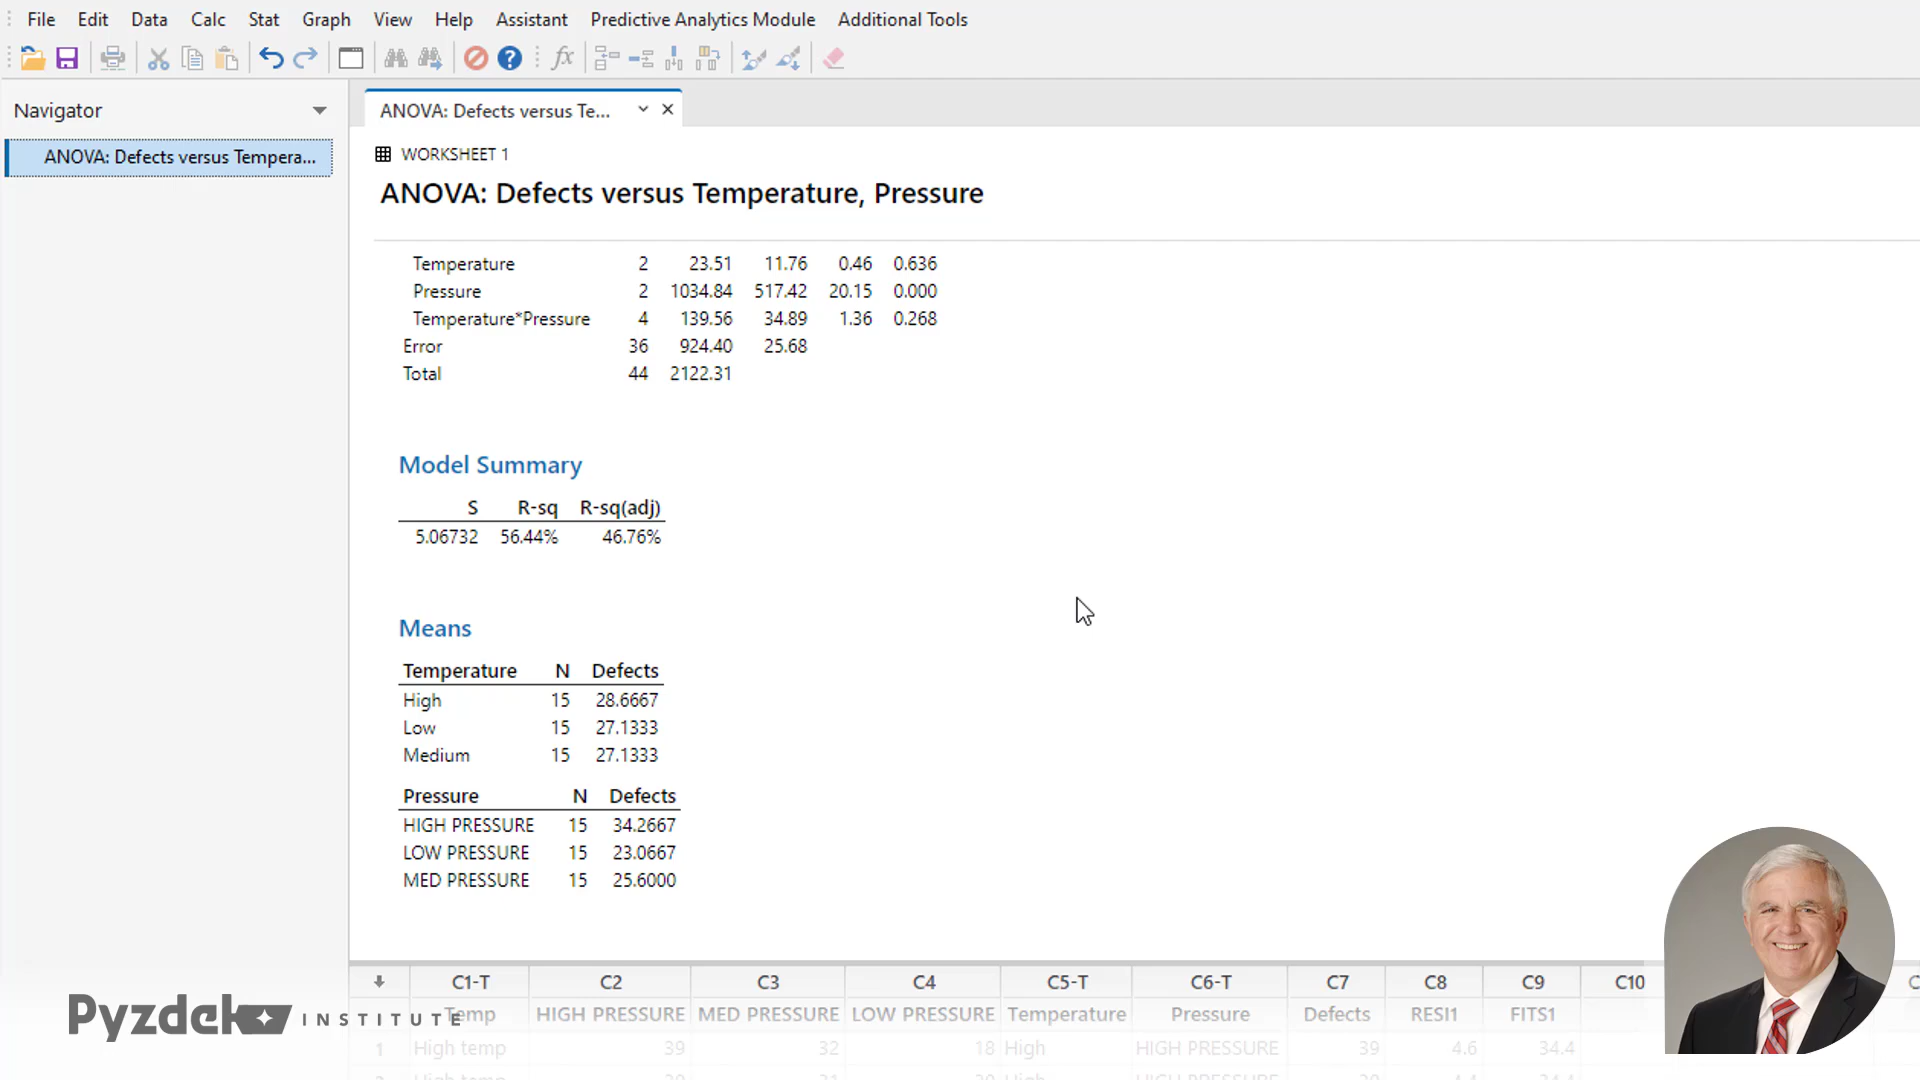 File Edit Data Calc Stat Graph View Help Assistant Predictive Analytics Module Additional Tools
Navigator
ANOVA: Defects versus Te...
ANOVA: Defects versus Tempera...
WORKSHEET 1
ANOVA: Defects versus Temperature, Pressure
Temperature 2 23.51 11.76 0.46 0.636
Pressure 2 1034.84 517.42 20.15 0.000
Temperature*Pressure 4 139.56 34.89 1.36 0.268
Error 36 924.40 25.68
Total 44 2122.31
Model Summary
S R-sq R-sq(adj)
5.06732 56.44% 46.76%
Means
Temperature N Defects
High 15 28.6667
Low 15 27.1333
Medium 15 27.1333
Pressure N Defects
HIGH PRESSURE 15 34.2667
LOW PRESSURE 15 23.0667
MED PRESSURE 15 25.6000
C1-T C2 C3 C4 C5-T C6-T C7 C8 C9 C10
Temp HIGH PRESSURE MED PRESSURE LOW PRESSURE Temperature Pressure Defects RESI1 FITS1
1 High temp 39 32 18 High HIGH PRESSURE 39 4.6 34.4
Pyzdek INSTITUTE